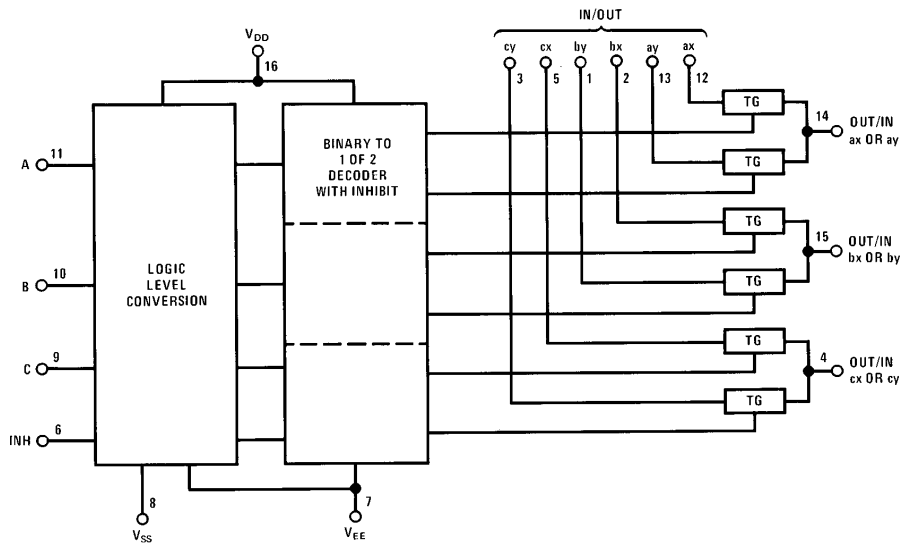 IN/OUT
V_DD
cy cx by bx ay ax
16
3 5 1 2 13 12
TG
14
OUT/IN
ax OR ay
11
A
BINARY TO
1 OF 2
DECODER
WITH INHIBIT
TG
TG
15
OUT/IN
bx OR by
10
B
LOGIC
LEVEL
CONVERSION
TG
TG
9
C
4
OUT/IN
cx OR cy
TG
6
INH
8
7
V_SS
V_EE